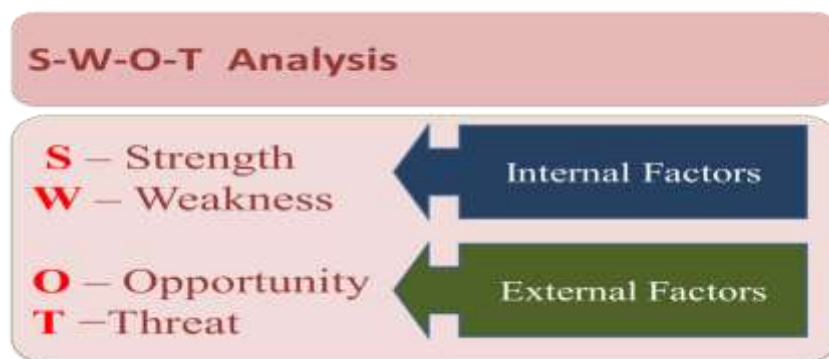 S-W-O-T Analysis
S – Strength
W – Weakness
Internal Factors
O – Opportunity
T –Threat
External Factors